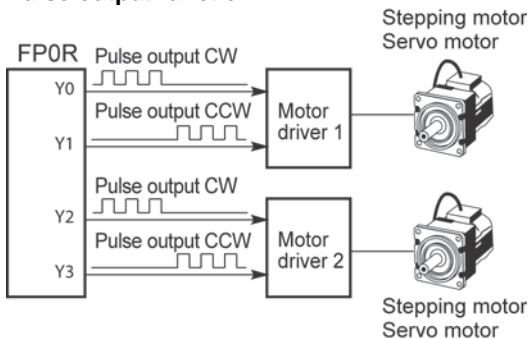 Stepping motor
Servo motor
FP0R
Pulse output CW
Y0
Pulse output CCW
Y1
Motor
driver 1
Pulse output CW
Y2
Pulse output CCW
Y3
Motor
driver 2
Stepping motor
Servo motor